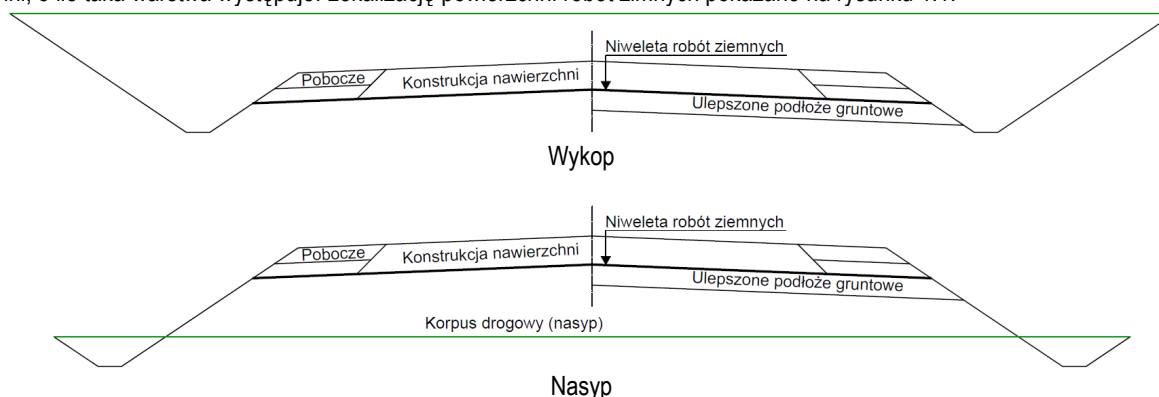 Niweleta robót ziemnych
Pobocze
Konstrukcja nawierzchni
Ulepszone podłoże gruntowe
Wykop
Niweleta robót ziemnych
Pobocze
Konstrukcja nawierzchni
Ulepszone podłoże gruntowe
Korpus drogowy (nasyp)
Nasyp